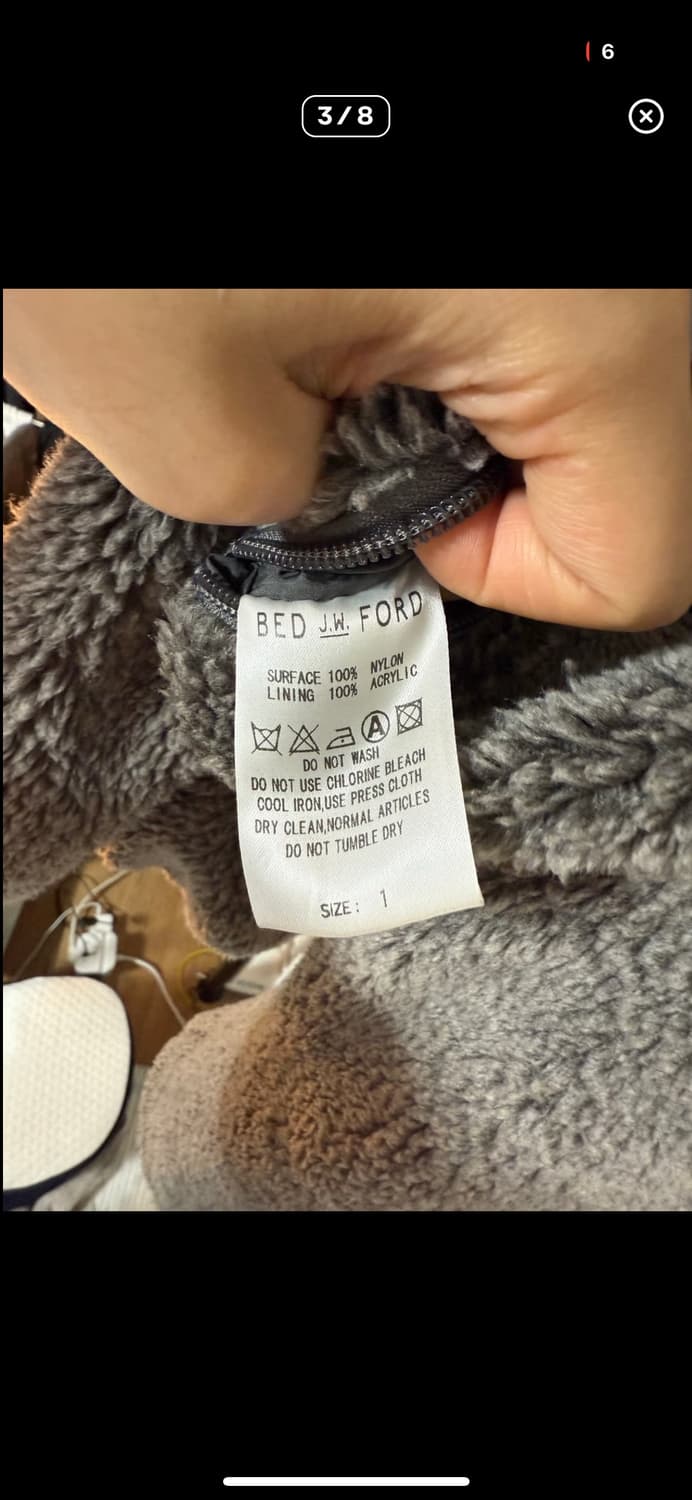 6
3/8
BED J.W. FORD
SURFACE 100% NYLON
LINING 100% ACRYLIC
A
DO NOT WASH
DO NOT USE CHLORINE BLEACH
COOL IRON,USE PRESS CLOTH
DRY CLEAN,NORMAL ARTICLES
DO NOT TUMBLE DRY
SIZE: 1